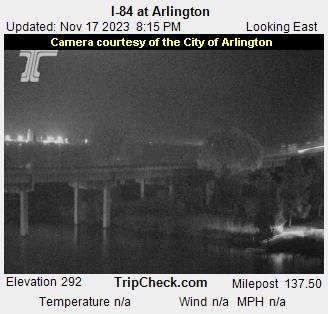 I-84 at Arlington
Updated: Nov 17 2023 8:15 PM Looking East
Camera courtesy of the City of Arlington
Elevation 292 TripCheck.com Milepost 137.50
Temperature n/a Wind n/a MPH n/a